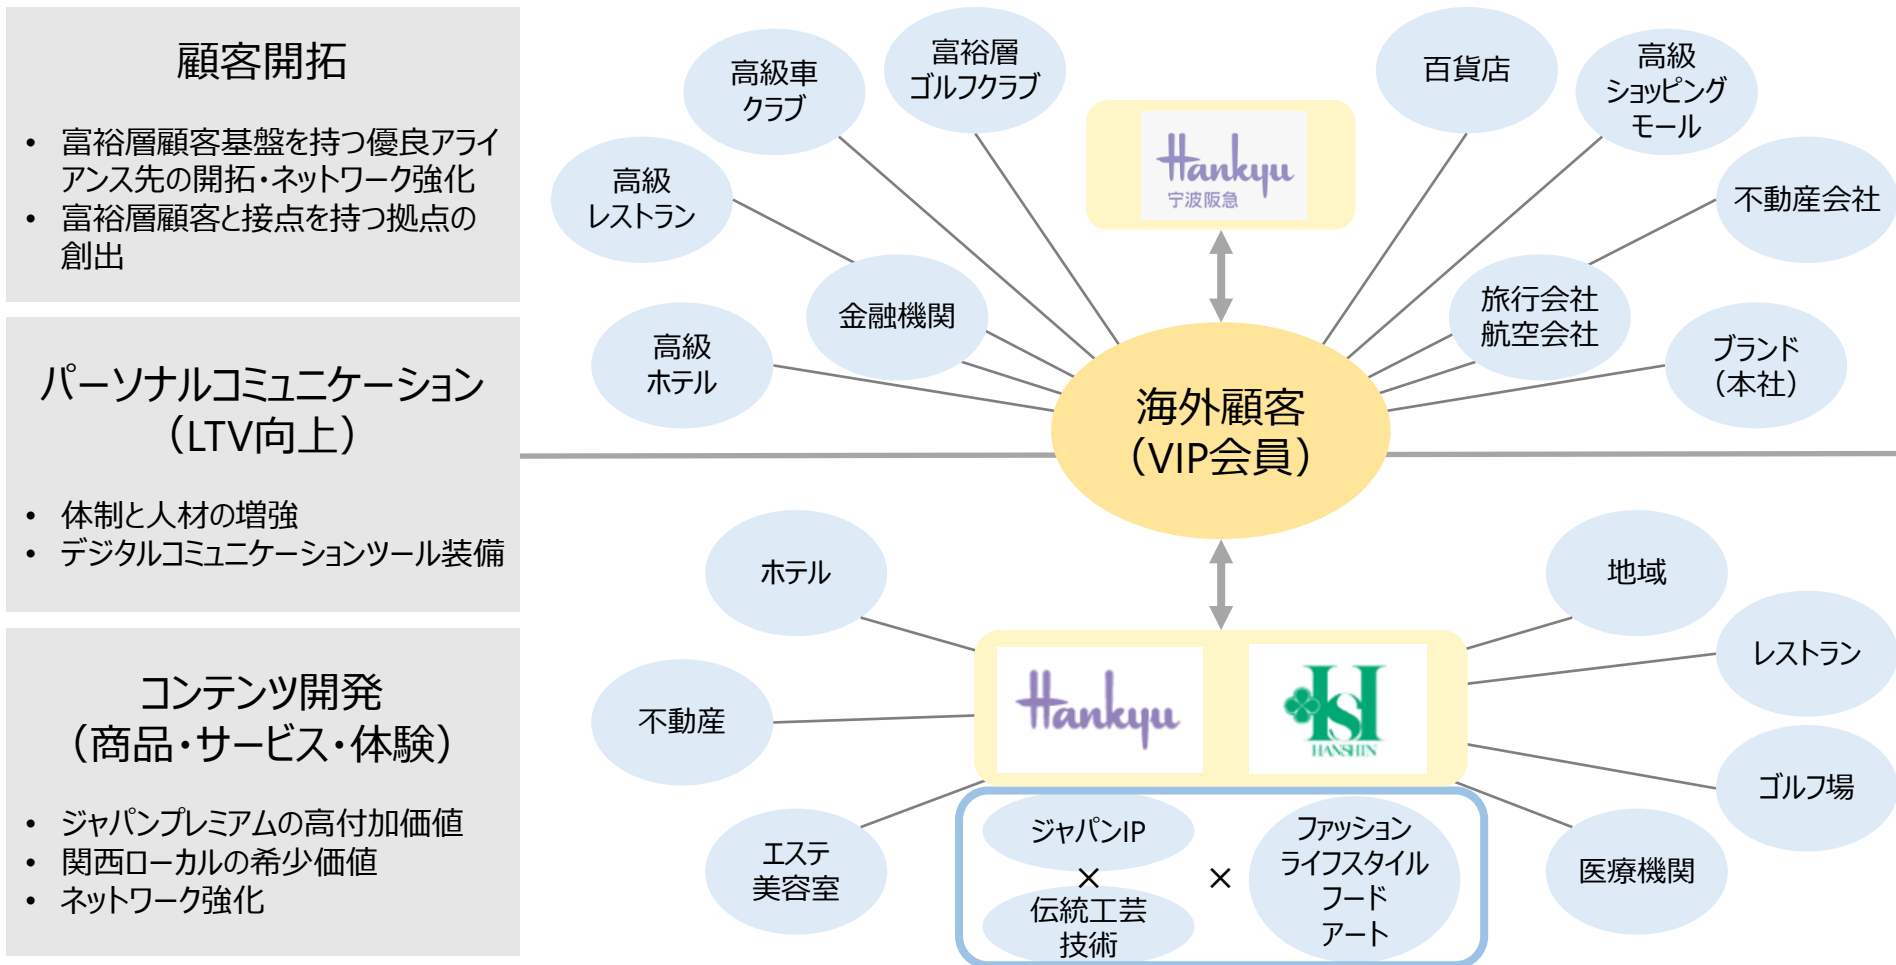 顧客開拓
• 富裕層顧客基盤を持つ優良アライ
アンス先の開拓・ネットワーク強化
• 富裕層顧客と接点を持つ拠点の
創出
パーソナルコミュニケーション
（LTV向上）
• 体制と人材の増強
• デジタルコミュニケーションツール装備
コンテンツ開発
（商品・サービス・体験）
• ジャパンプレミアムの高付加価値
• 関西ローカルの希少価値
• ネットワーク強化
高級車
クラブ
富裕層
ゴルフクラブ
Hankyu
宁波阪急
百貨店
高級
ショッピング
モール
高級
レストラン
不動産会社
金融機関
旅行会社
航空会社
高級
ホテル
ブランド
（本社）
海外顧客
（VIP会員）
ホテル
地域
レストラン
不動産
Hankyu
HS
HANSHIN
ゴルフ場
エステ
美容室
ジャパンIP
×
伝統工芸
技術
×
ファッション
ライフスタイル
フード
アート
医療機関